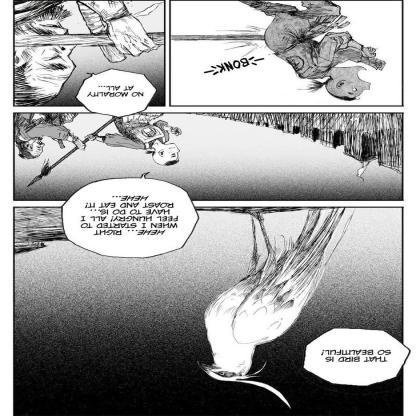 THAT BIRD IS
SO BEAUTIFUL!
HEHE... RIGHT
WHEN I STARTED TO
FEEL HUNGRY! ALL I
HAVE TO DO IS...
ROAST AND EAT IT
HEHE...
BONK
NO MORALITY
AT ALL...